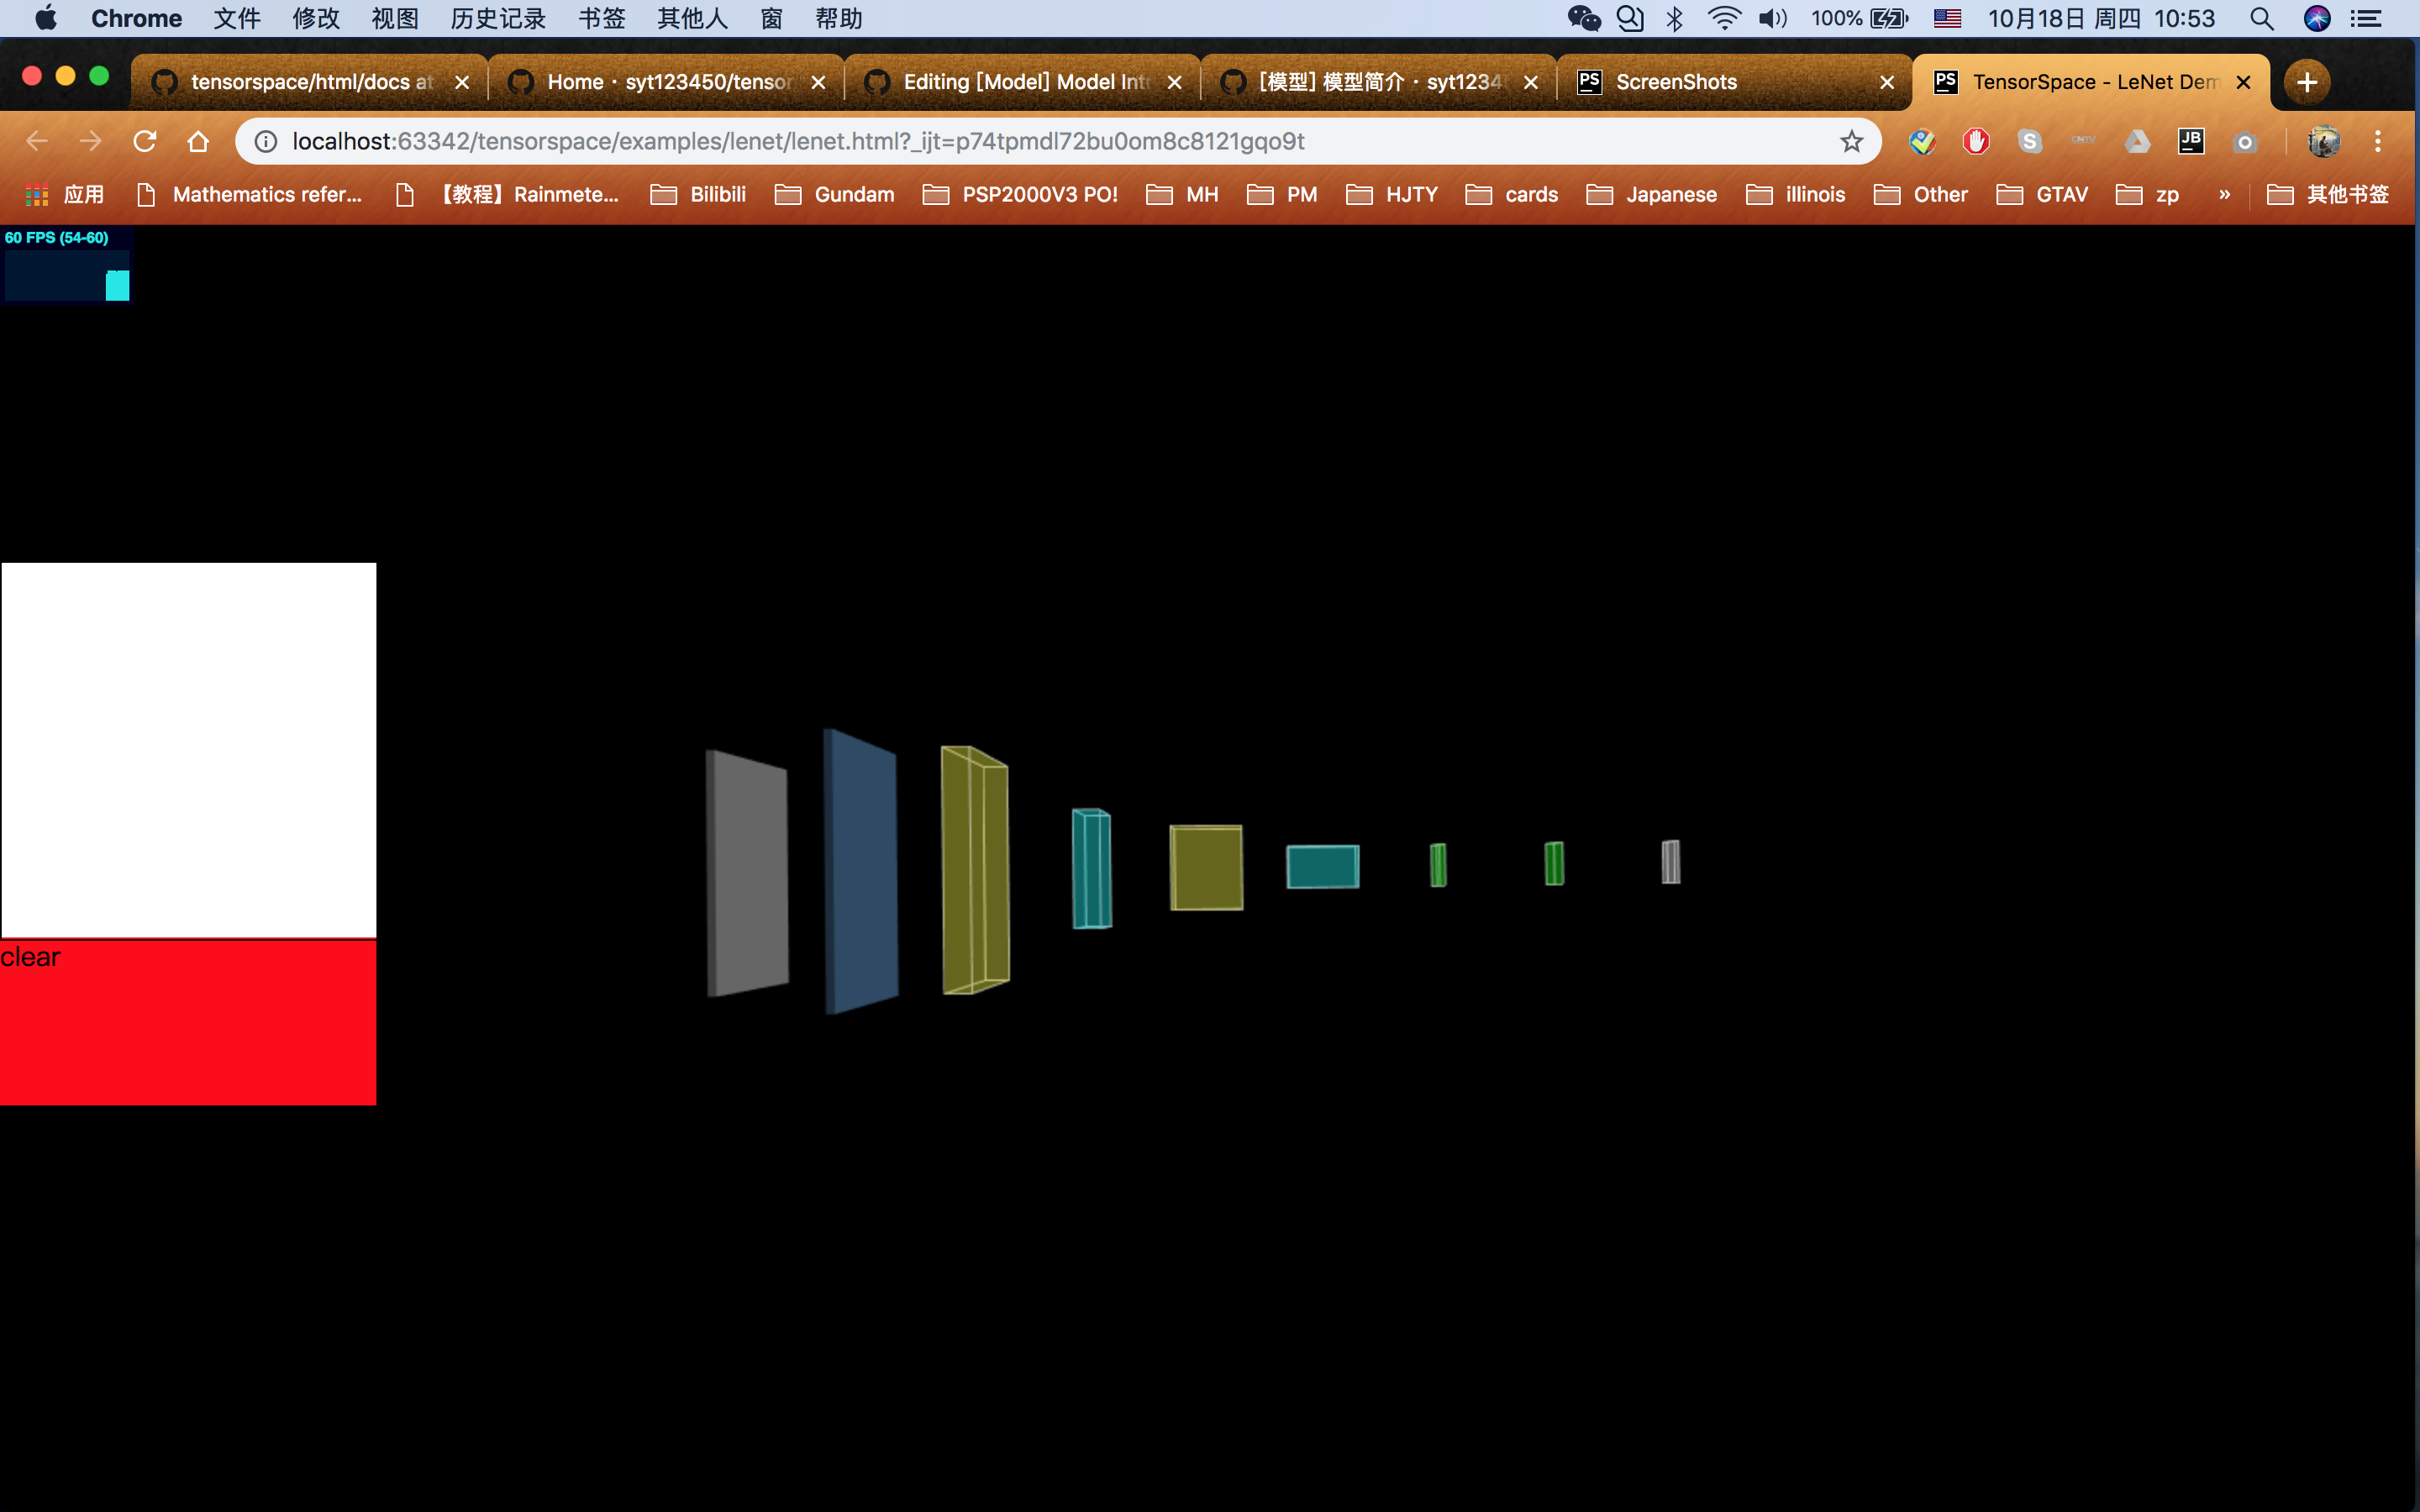 Chrome 文件 修改 视图 历史记录 书签 其他人 窗 帮助 100% 10月18日 周四 10:53
tensorspace/html/docs at Home · syt123450/tensor Editing [Model] Model Int [模型] 模型简介 · syt1234 PS ScreenShots PS TensorSpace - LeNet Dem
localhost:63342/tensorspace/examples/lenet/lenet.html?_ijt=p74tpmdl72bu0om8c8121gqo9t S CNTV JB
应用 Mathematics refer... 【教程】Rainmete... Bilibili Gundam PSP2000V3 PO! MH PM HJTY cards Japanese illinois Other GTAV zp » 其他书签
60 FPS (54-60)
clear